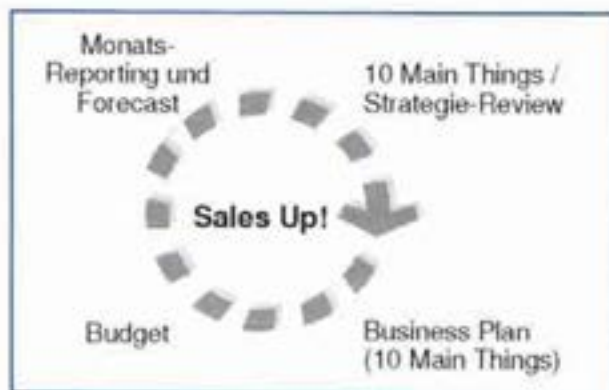 Monats-
Reporting und
Forecast
10 Main Things /
Strategie-Review
Sales Up!
Budget
Business Plan
(10 Main Things)